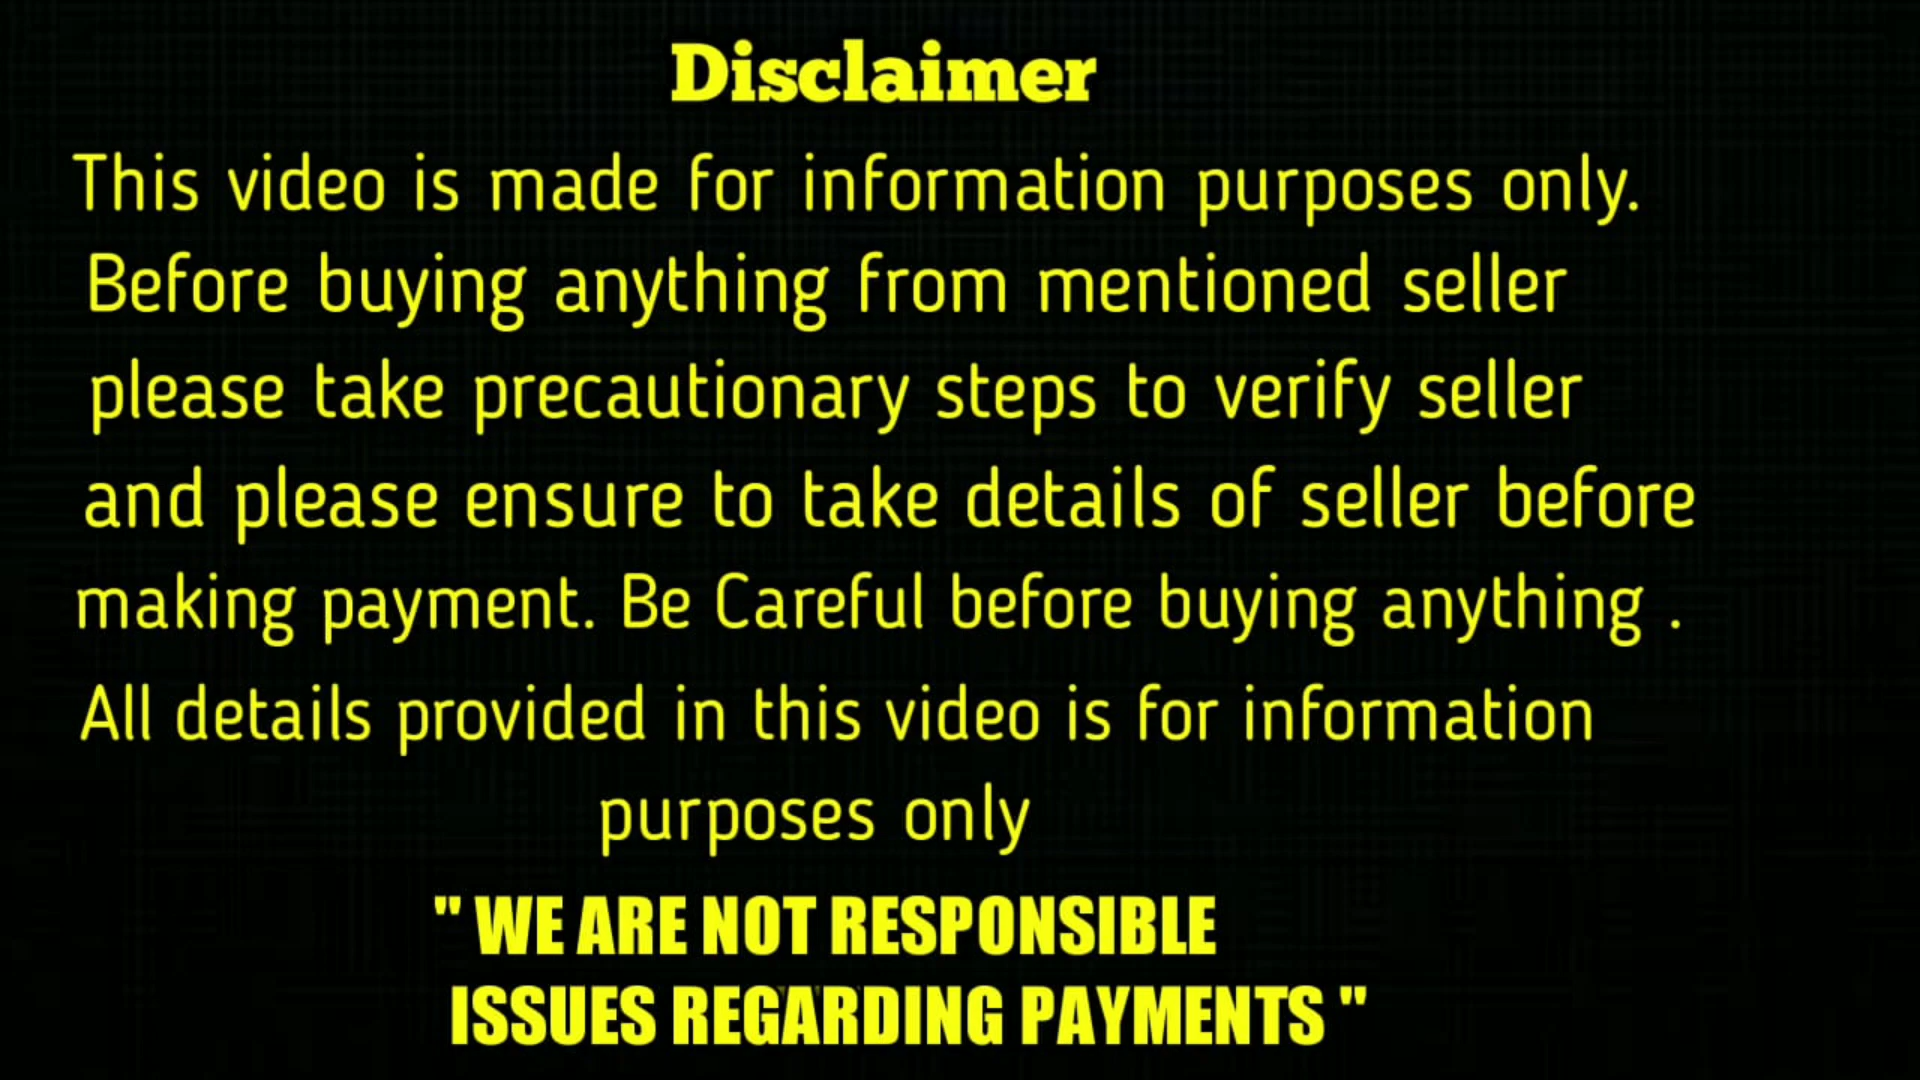 Disclaimer
This video is made for information purposes only.
Before buying anything from mentioned seller
please take precautionary steps to verify seller
and please ensure to take details of seller before
making payment. Be Careful before buying anything .
All details provided in this video is for information
purposes only
" WE ARE NOT RESPONSIBLE
ISSUES REGARDING PAYMENTS "